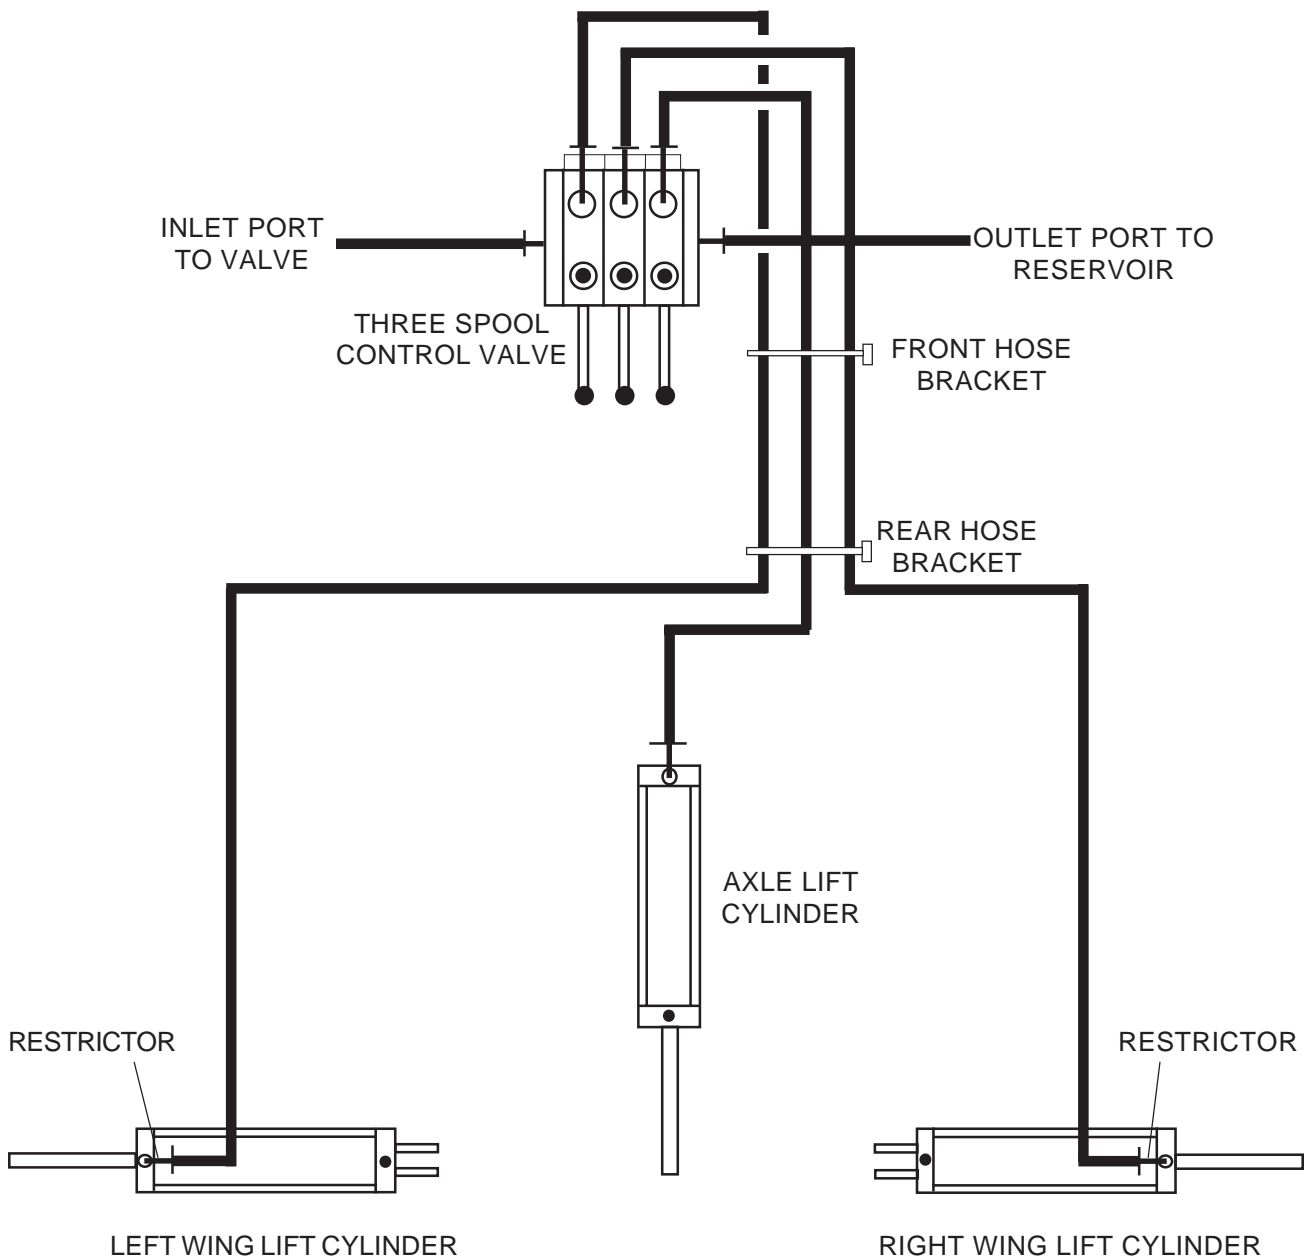 INLET PORT
TO VALVE
OUTLET PORT TO
RESERVOIR
THREE SPOOL
CONTROL VALVE
FRONT HOSE
BRACKET
REAR HOSE
BRACKET
AXLE LIFT
CYLINDER
RESTRICTOR
RESTRICTOR
LEFT WING LIFT CYLINDER
RIGHT WING LIFT CYLINDER